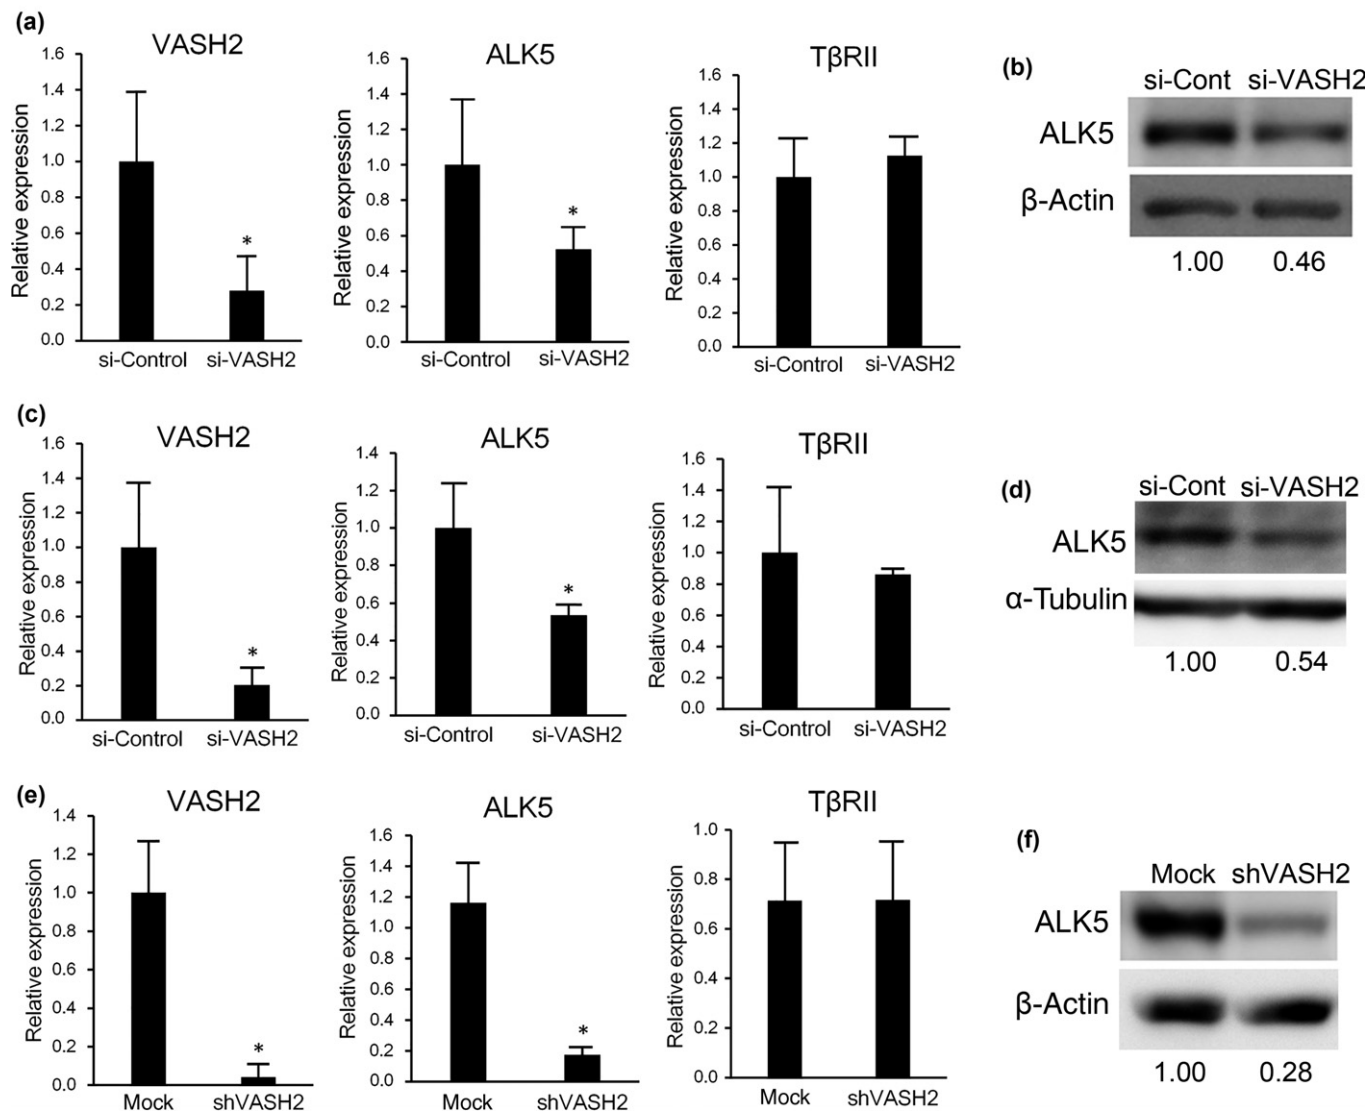 (a)
VASH2
Relative expression
1.6
1.4
1.2
1.0
0.8
0.6
0.4
0.2
0.0
*
si-Control si-VASH2
ALK5
Relative expression
1.6
1.4
1.2
1.0
0.8
0.6
0.4
0.2
0.0
*
si-Control si-VASH2
TβRII
Relative expression
1.6
1.4
1.2
1.0
0.8
0.6
0.4
0.2
0.0
si-Control si-VASH2
(b)
si-Cont si-VASH2
ALK5
β-Actin
1.00 0.46
(c)
VASH2
Relative expression
1.6
1.4
1.2
1.0
0.8
0.6
0.4
0.2
0.0
*
si-Control si-VASH2
ALK5
Relative expression
1.4
1.2
1.0
0.8
0.6
0.4
0.2
0.0
*
si-Control si-VASH2
TβRII
Relative expression
1.6
1.4
1.2
1.0
0.8
0.6
0.4
0.2
0.0
si-Control si-VASH2
(d)
si-Cont si-VASH2
ALK5
α-Tubulin
1.00 0.54
(e)
VASH2
Relative expression
1.4
1.2
1.0
0.8
0.6
0.4
0.2
0.0
*
Mock shVASH2
ALK5
Relative expression
1.6
1.4
1.2
1.0
0.8
0.6
0.4
0.2
0.0
*
Mock shVASH2
TβRII
Relative expression
1.0
0.8
0.6
0.4
0.2
0.0
Mock shVASH2
(f)
Mock shVASH2
ALK5
β-Actin
1.00 0.28